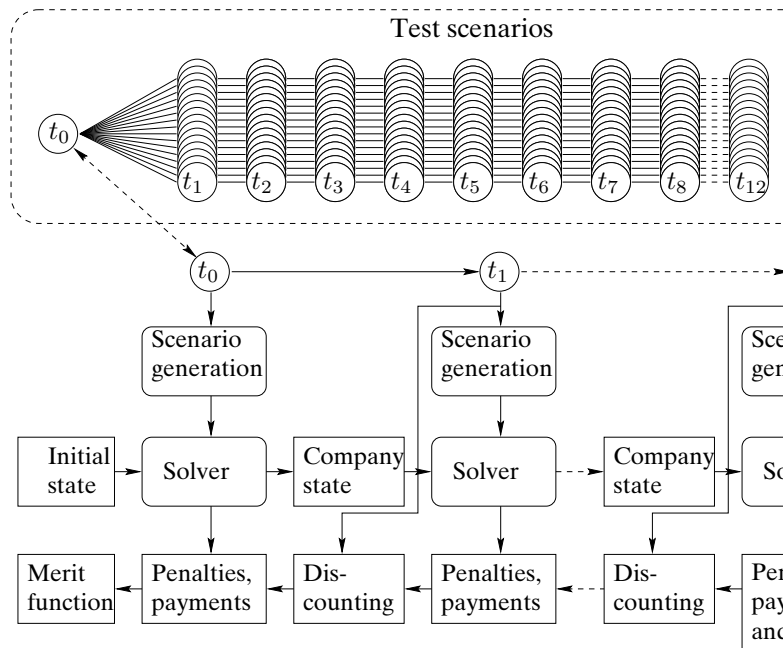 Test scenarios
t0
t1 t2 t3 t4 t5 t6 t7 t8 t12
t0 t1
Scenario
generation
Scenario
generation
Initial
state
Solver
Company
state
Solver
Company
state
Merit
function
Penalties,
payments
Dis-
counting
Penalties,
payments
Dis-
counting
and